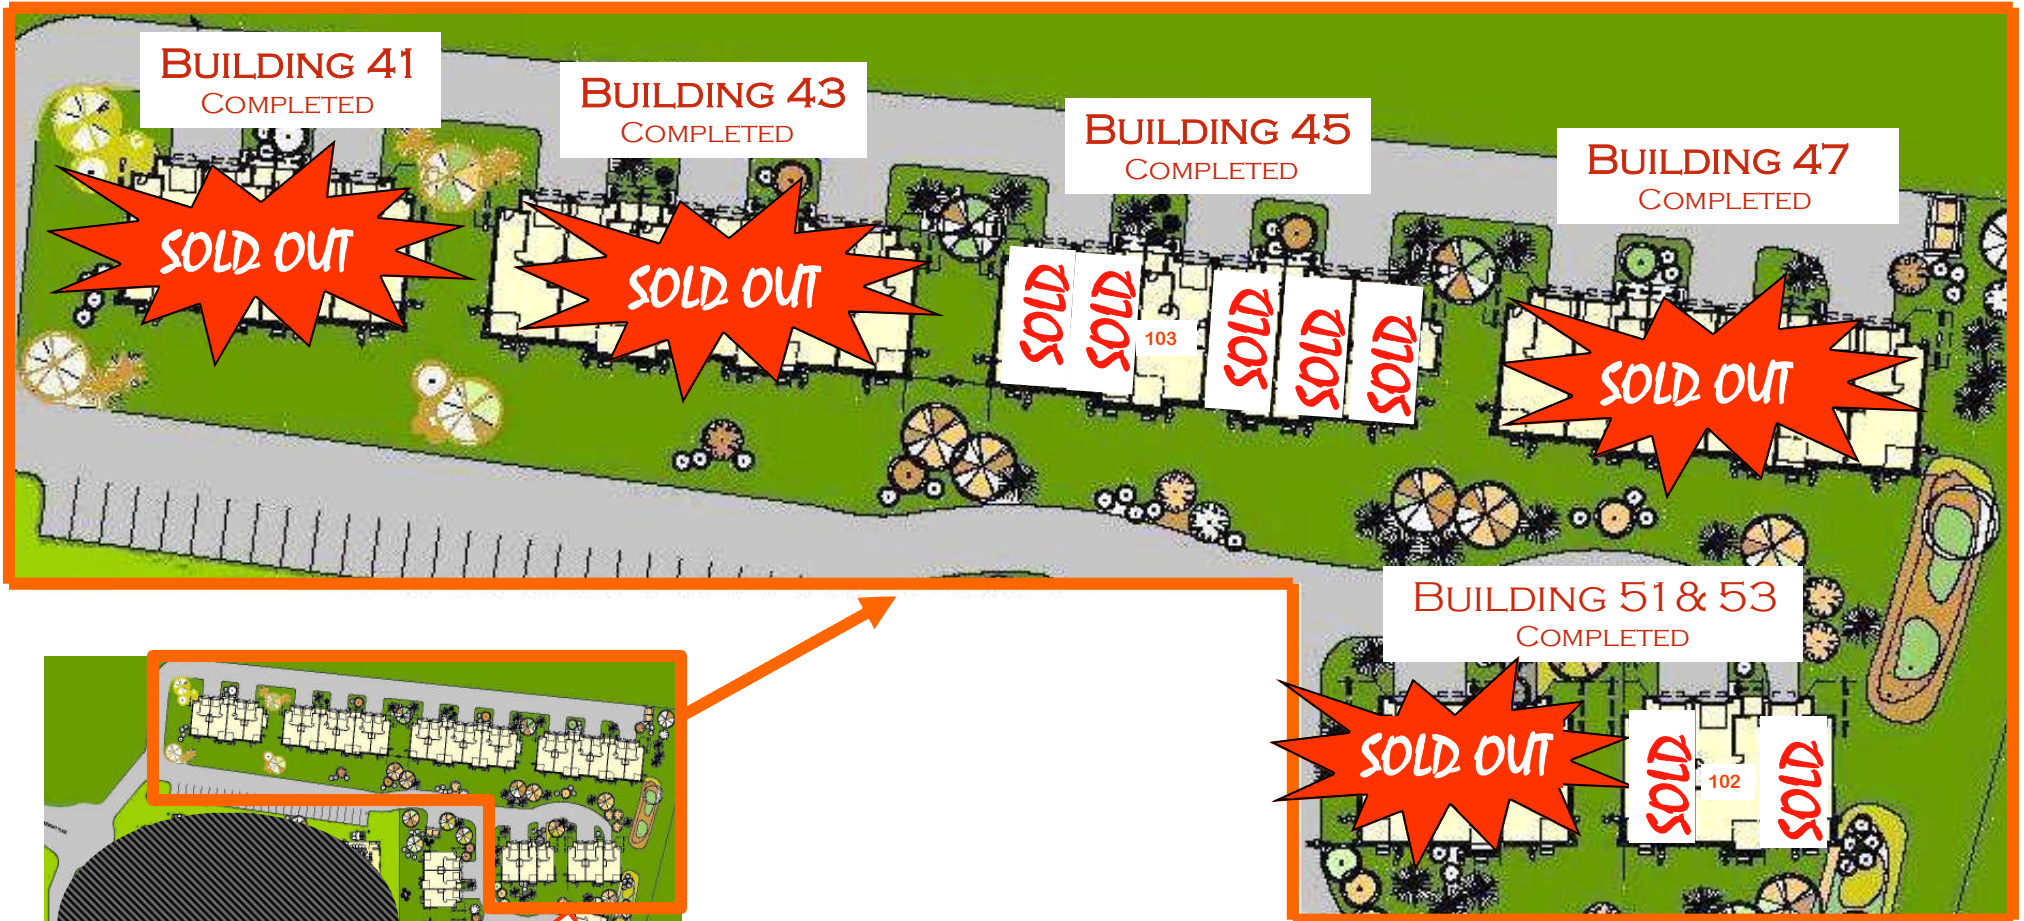 BUILDING 41
COMPLETED
BUILDING 43
COMPLETED
BUILDING 45
COMPLETED
BUILDING 47
COMPLETED
SOLD OUT
SOLD OUT
SOLD
SOLD
103
SOLD
SOLD
SOLD
SOLD OUT
BUILDING 51 & 53
COMPLETED
SOLD OUT
SOLD
102
SOLD